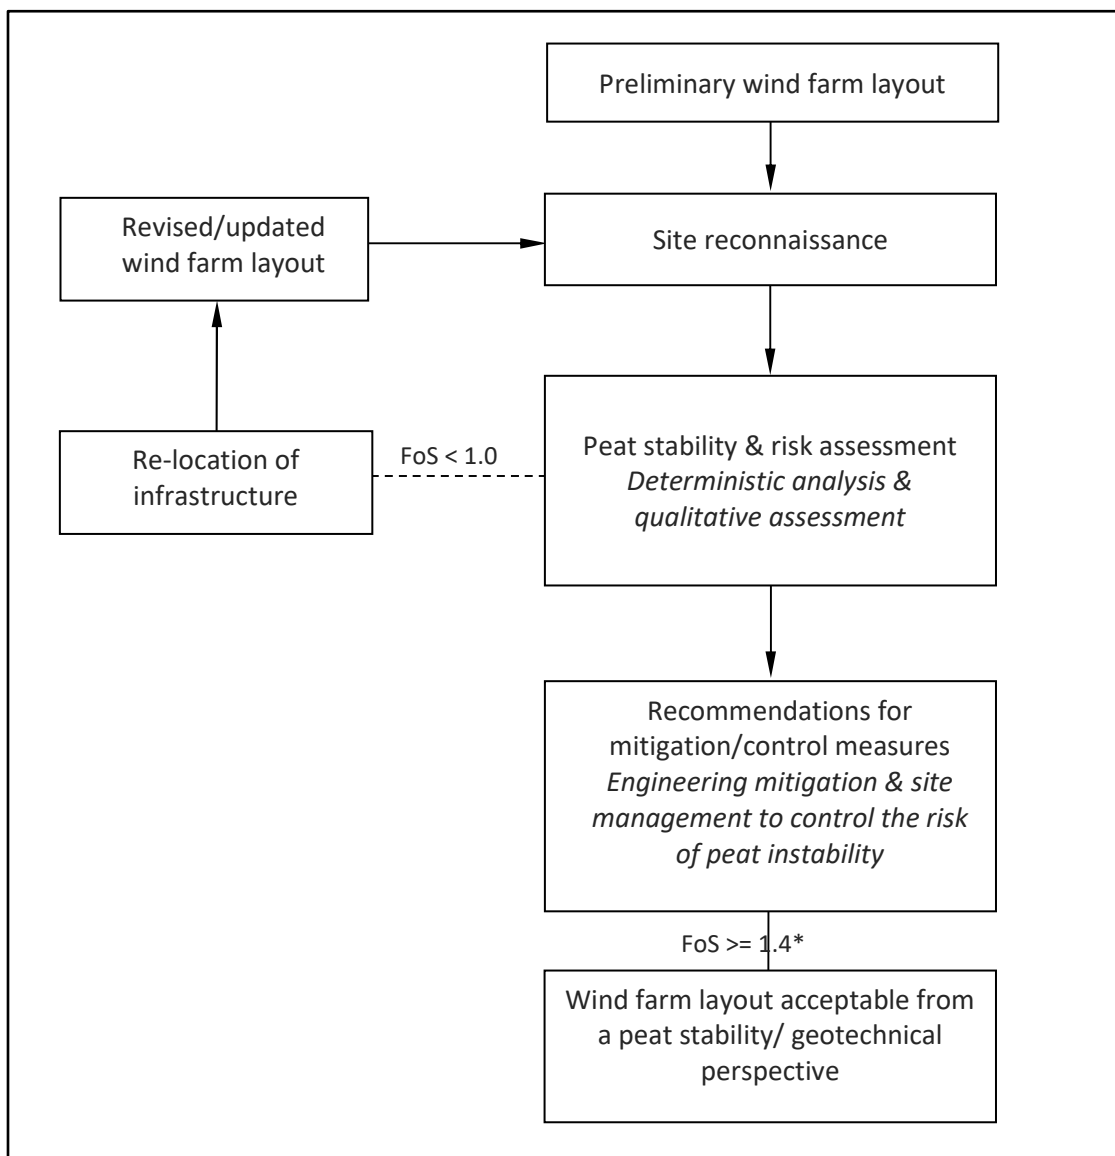 Preliminary wind farm layout
Revised/updated
wind farm layout
Site reconnaissance
Re-location of
infrastructure
FoS < 1.0
Peat stability & risk assessment
Deterministic analysis &
qualitative assessment
Recommendations for
mitigation/control measures
Engineering mitigation & site
management to control the risk
of peat instability
FoS >= 1.4*
Wind farm layout acceptable from
a peat stability/ geotechnical
perspective